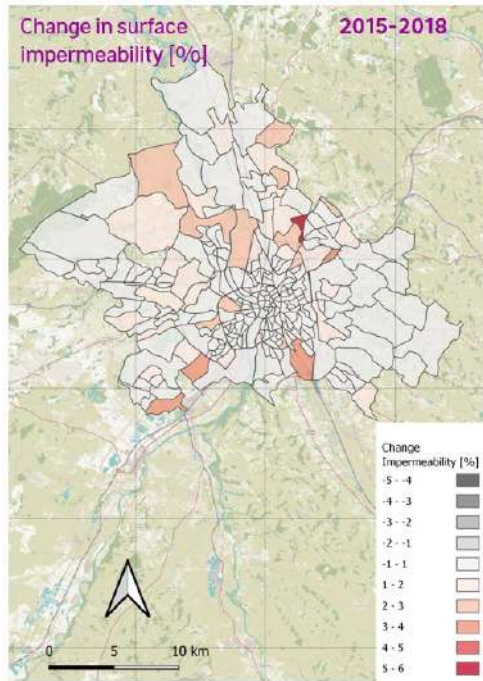 Change in surface
impermeability [%]
2015-2018
Change
Impermeability [%]
-5 - -4
-4 - -3
-3 - -2
-2 - -1
-1 - 1
1 - 2
2 - 3
3 - 4
4 - 5
5 - 6
0 5 10 km